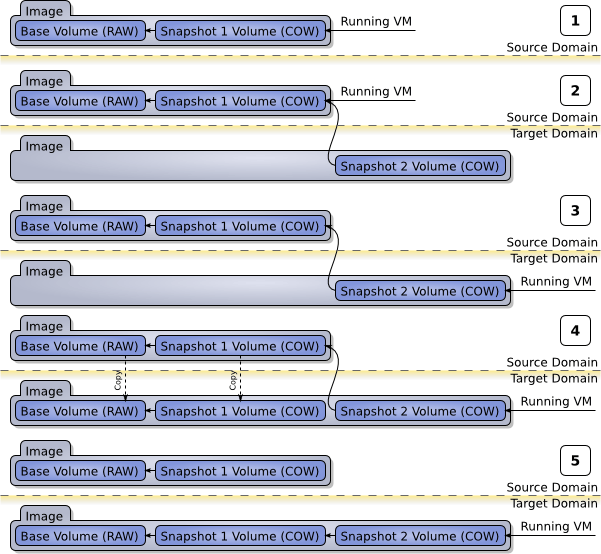 Image
Running VM
1
Base Volume (RAW) Snapshot 1 Volume (COW)
Source Domain
Image
Running VM
2
Base Volume (RAW) Snapshot 1 Volume (COW)
Source Domain
Target Domain
Image
Snapshot 2 Volume (COW)
Image
3
Base Volume (RAW) Snapshot 1 Volume (COW)
Source Domain
Target Domain
Image
Running VM
Snapshot 2 Volume (COW)
Image
4
Base Volume (RAW) Snapshot 1 Volume (COW)
Source Domain
Copy Copy
Target Domain
Image
Running VM
Base Volume (RAW) Snapshot 1 Volume (COW) Snapshot 2 Volume (COW)
Image
5
Base Volume (RAW) Snapshot 1 Volume (COW)
Source Domain
Target Domain
Image
Running VM
Base Volume (RAW) Snapshot 1 Volume (COW) Snapshot 2 Volume (COW)